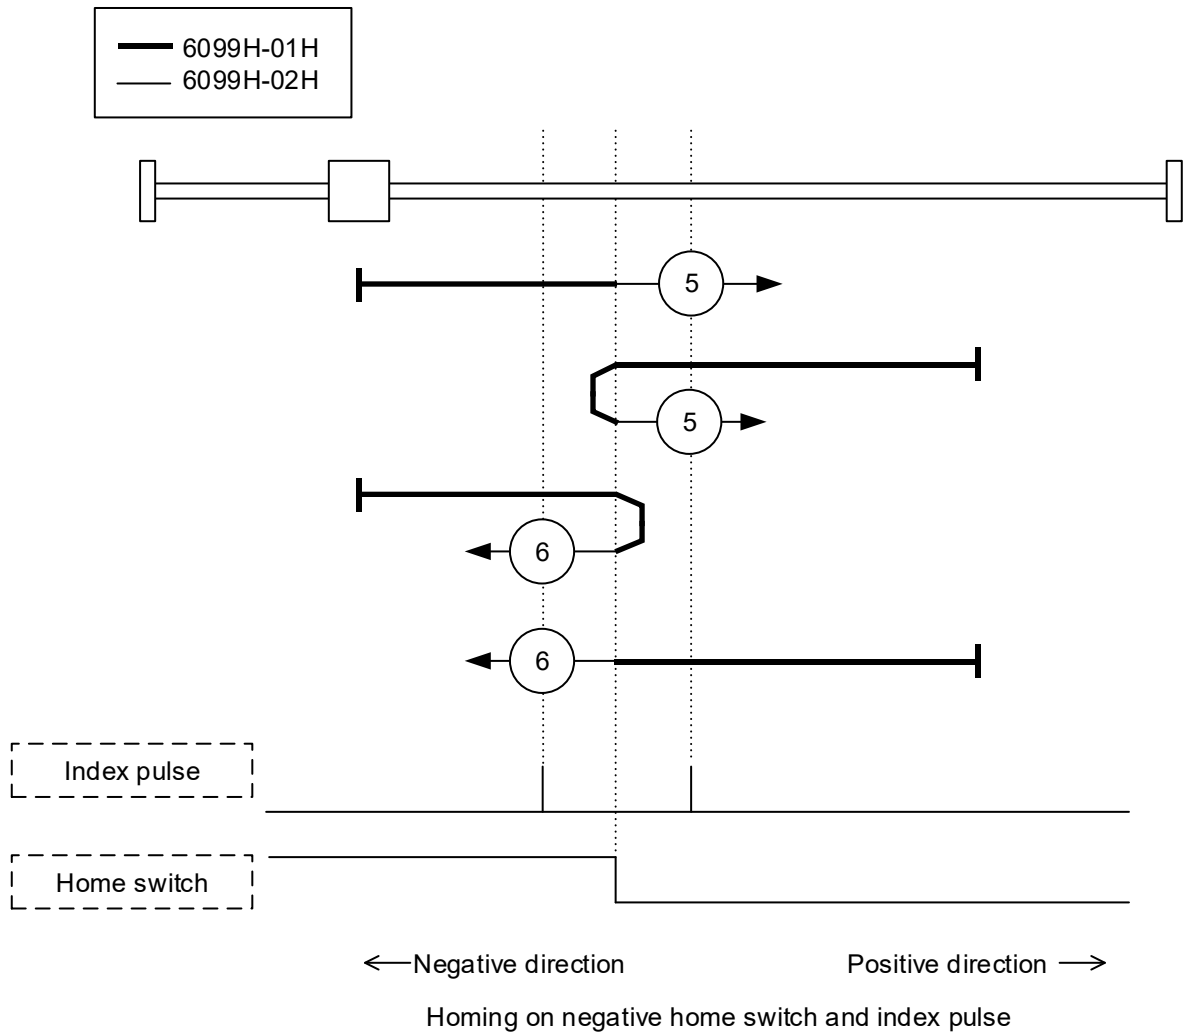 6099H-01H
6099H-02H
5
5
6
6
Index pulse
Home switch
Negative direction
Positive direction
Homing on negative home switch and index pulse